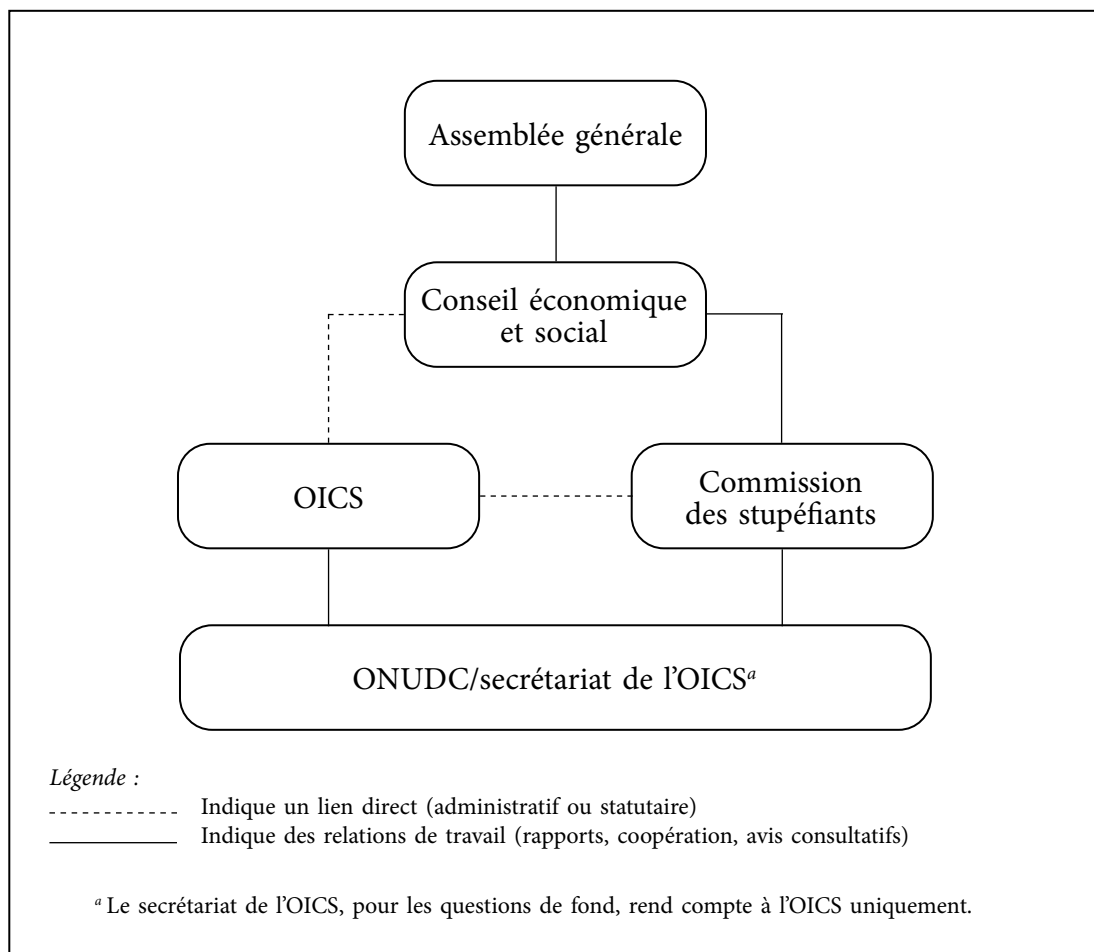 Assemblée générale
Conseil économique
et social
OICS
Commission
des stupéfiants
ONUDC/secrétariat de l’OICSᵃ
Légende :
Indique un lien direct (administratif ou statutaire)
Indique des relations de travail (rapports, coopération, avis consultatifs)
ᵃ Le secrétariat de l’OICS, pour les questions de fond, rend compte à l’OICS uniquement.